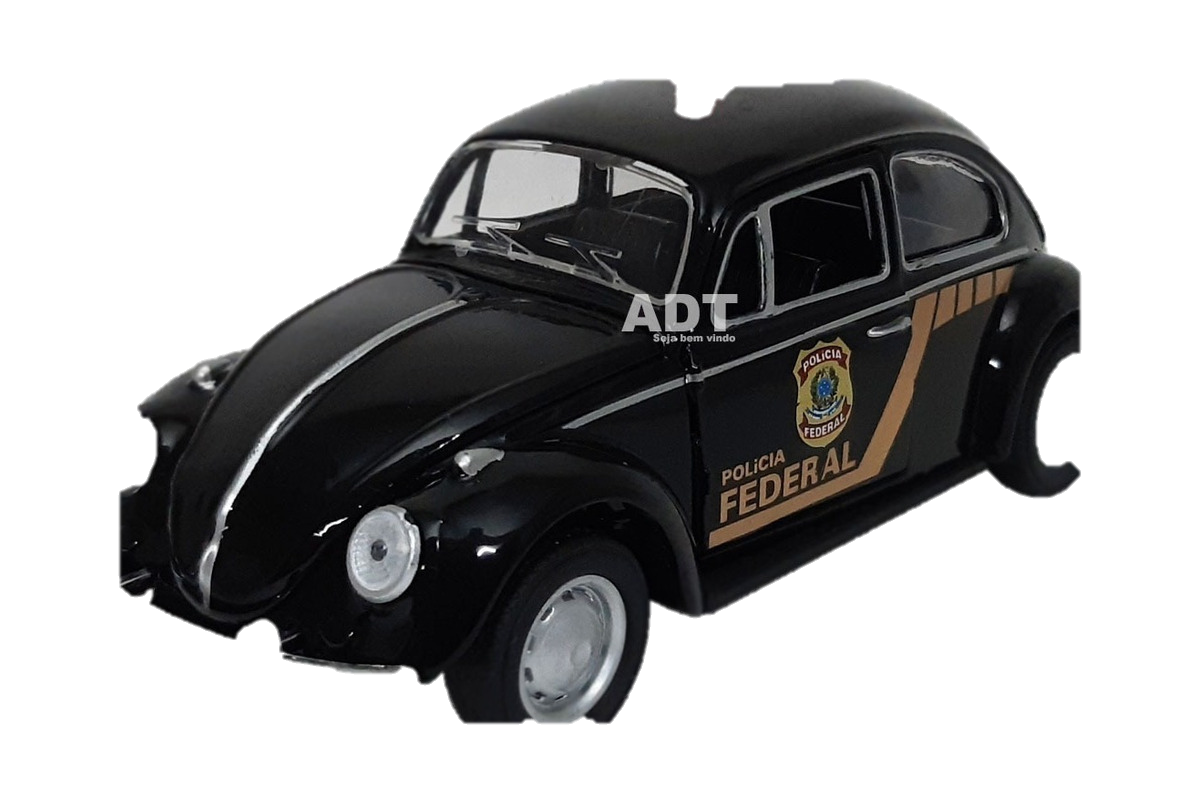 ADT
Seja bem vindo
POLiCIA
FEDERAL
POLiCIA
FEDERAL